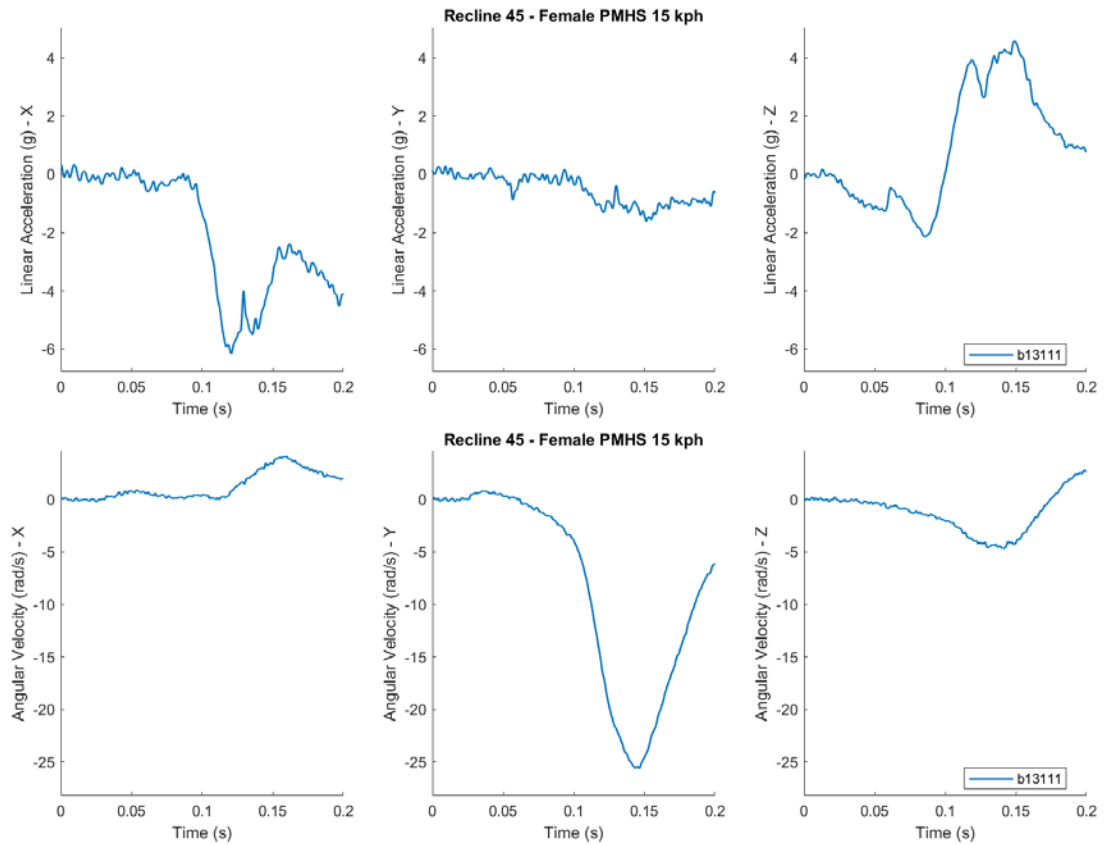 Recline 45 - Female PMHS 15 kph
Linear Acceleration (g) - X
4
2
0
-2
-4
-6
0 0.05 0.1 0.15 0.2
Time (s)
Linear Acceleration (g) - Y
4
2
0
-2
-4
-6
0 0.05 0.1 0.15 0.2
Time (s)
Linear Acceleration (g) - Z
4
2
0
-2
-4
-6
b13111
0 0.05 0.1 0.15 0.2
Time (s)
Recline 45 - Female PMHS 15 kph
Angular Velocity (rad/s) - X
0
-5
-10
-15
-20
-25
0 0.05 0.1 0.15 0.2
Time (s)
Angular Velocity (rad/s) - Y
0
-5
-10
-15
-20
-25
0 0.05 0.1 0.15 0.2
Time (s)
Angular Velocity (rad/s) - Z
0
-5
-10
-15
-20
-25
b13111
0 0.05 0.1 0.15 0.2
Time (s)